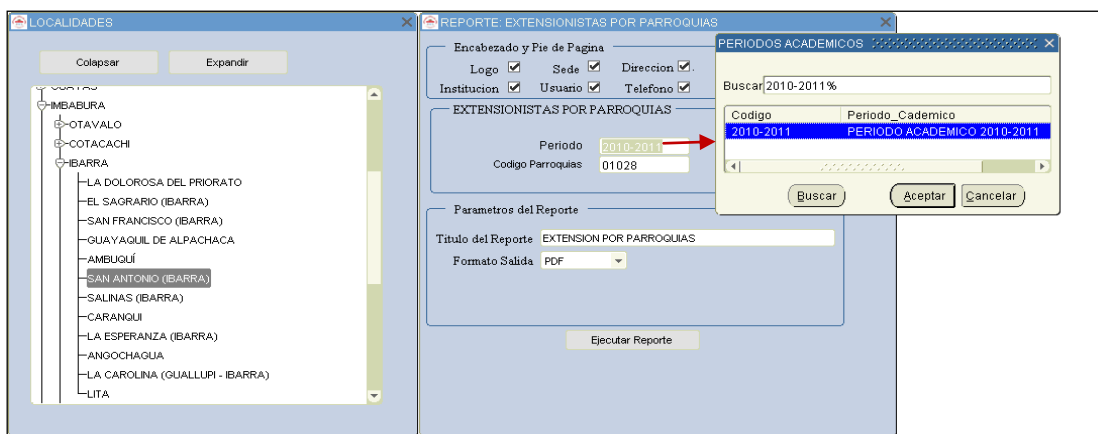 LOCALIDADES
Colapsar Expandir
GUAYAS
IMBABURA
OTAVALO
COTACACHI
IBARRA
LA DOLOROSA DEL PRIORATO
EL SAGRARIO (IBARRA)
SAN FRANCISCO (IBARRA)
GUAYAQUIL DE ALPACHACA
AMBUQUÍ
SAN ANTONIO (IBARRA)
SALINAS (IBARRA)
CARANQUI
LA ESPERANZA (IBARRA)
ANGOCHAGUA
LA CAROLINA (GUALLUPI - IBARRA)
LITA
REPORTE: EXTENSIONISTAS POR PARROQUIAS
Encabezado y Pie de Pagina
Logo Sede Direccion .
Institucion Usuario Telefono
EXTENSIONISTAS POR PARROQUIAS
Periodo 2010-2011
Codigo Parroquias 01028
Parametros del Reporte
Titulo del Reporte EXTENSION POR PARROQUIAS
Formato Salida PDF
Ejecutar Reporte
PERIODOS ACADEMICOS
Buscar 2010-2011%
Codigo Periodo_Cademico
2010-2011 PERIODO ACADEMICO 2010-2011
Buscar Aceptar Cancelar